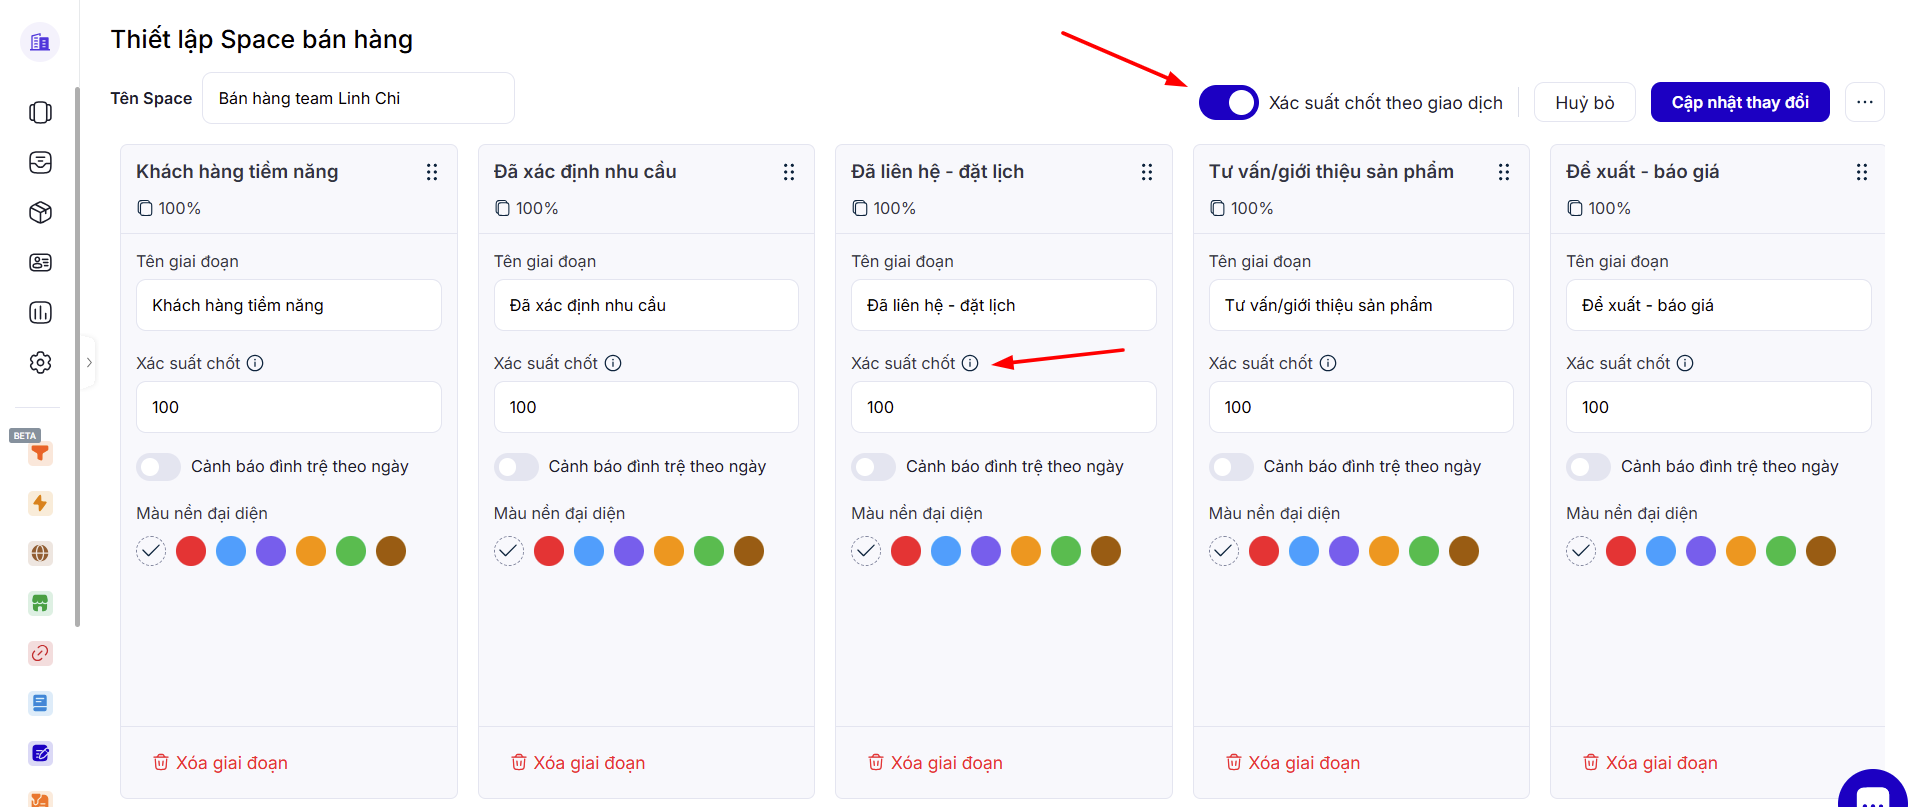 Thiết lập Space bán hàng
Tên Space
Bán hàng team Linh Chi
Xác suất chốt theo giao dịch
Huỷ bỏ
Cập nhật thay đổi
Khách hàng tiềm năng
100%
Tên giai đoạn
Khách hàng tiềm năng
Xác suất chốt
100
Cảnh báo đình trệ theo ngày
Màu nền đại diện
Xóa giai đoạn
Đã xác định nhu cầu
100%
Tên giai đoạn
Đã xác định nhu cầu
Xác suất chốt
100
Cảnh báo đình trệ theo ngày
Màu nền đại diện
Xóa giai đoạn
Đã liên hệ - đặt lịch
100%
Tên giai đoạn
Đã liên hệ - đặt lịch
Xác suất chốt
100
Cảnh báo đình trệ theo ngày
Màu nền đại diện
Xóa giai đoạn
Tư vấn/giới thiệu sản phẩm
100%
Tên giai đoạn
Tư vấn/giới thiệu sản phẩm
Xác suất chốt
100
Cảnh báo đình trệ theo ngày
Màu nền đại diện
Xóa giai đoạn
Để xuất - báo giá
100%
Tên giai đoạn
Để xuất - báo giá
Xác suất chốt
100
Cảnh báo đình trệ theo ngày
Màu nền đại diện
Xóa giai đoạn
BETA